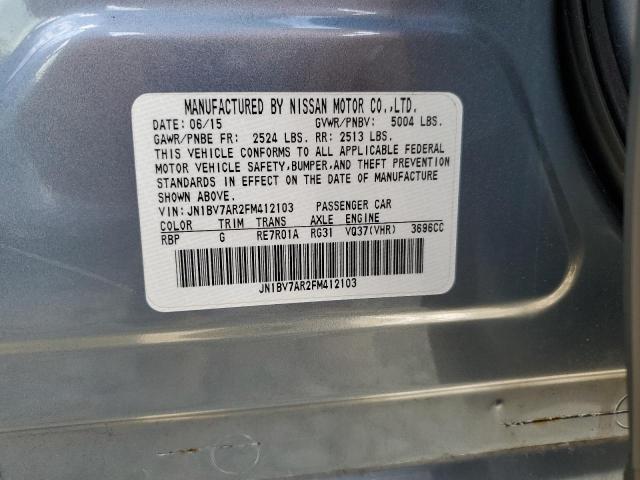 MANUFACTURED BY NISSAN MOTOR CO.,LTD.
DATE: 06/15 GVWR/PNBV: 5004 LBS.
GAWR/PNBE FR: 2524 LBS. RR: 2513 LBS.
THIS VEHICLE CONFORMS TO ALL APPLICABLE FEDERAL
MOTOR VEHICLE SAFETY,BUMPER,AND THEFT PREVENTION
STANDARDS IN EFFECT ON THE DATE OF MANUFACTURE
SHOWN ABOVE.
VIN: JN1BV7AR2FM412103 PASSENGER CAR
COLOR TRIM TRANS AXLE ENGINE
RBP G RE7R01A RG31 VQ37(VHR) 3696CC
JN1BV7AR2FM412103